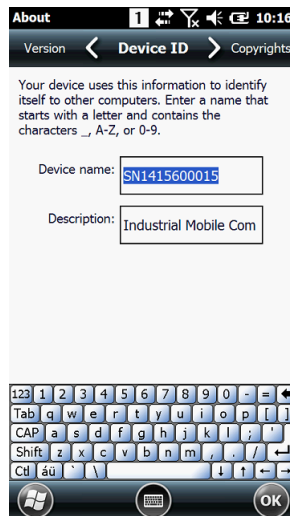 About 1 10:16
Version Device ID Copyrights
Your device uses this information to identify
itself to other computers. Enter a name that
starts with a letter and contains the
characters _, A-Z, or 0-9.
Device name: SN1415600015
Description: Industrial Mobile Com
123 1 2 3 4 5 6 7 8 9 0 - =
Tab q w e r t y u i o p [ ]
CAP a s d f g h j k l ; '
Shift z x c v b n m , . /
Ctl áü ` \
OK